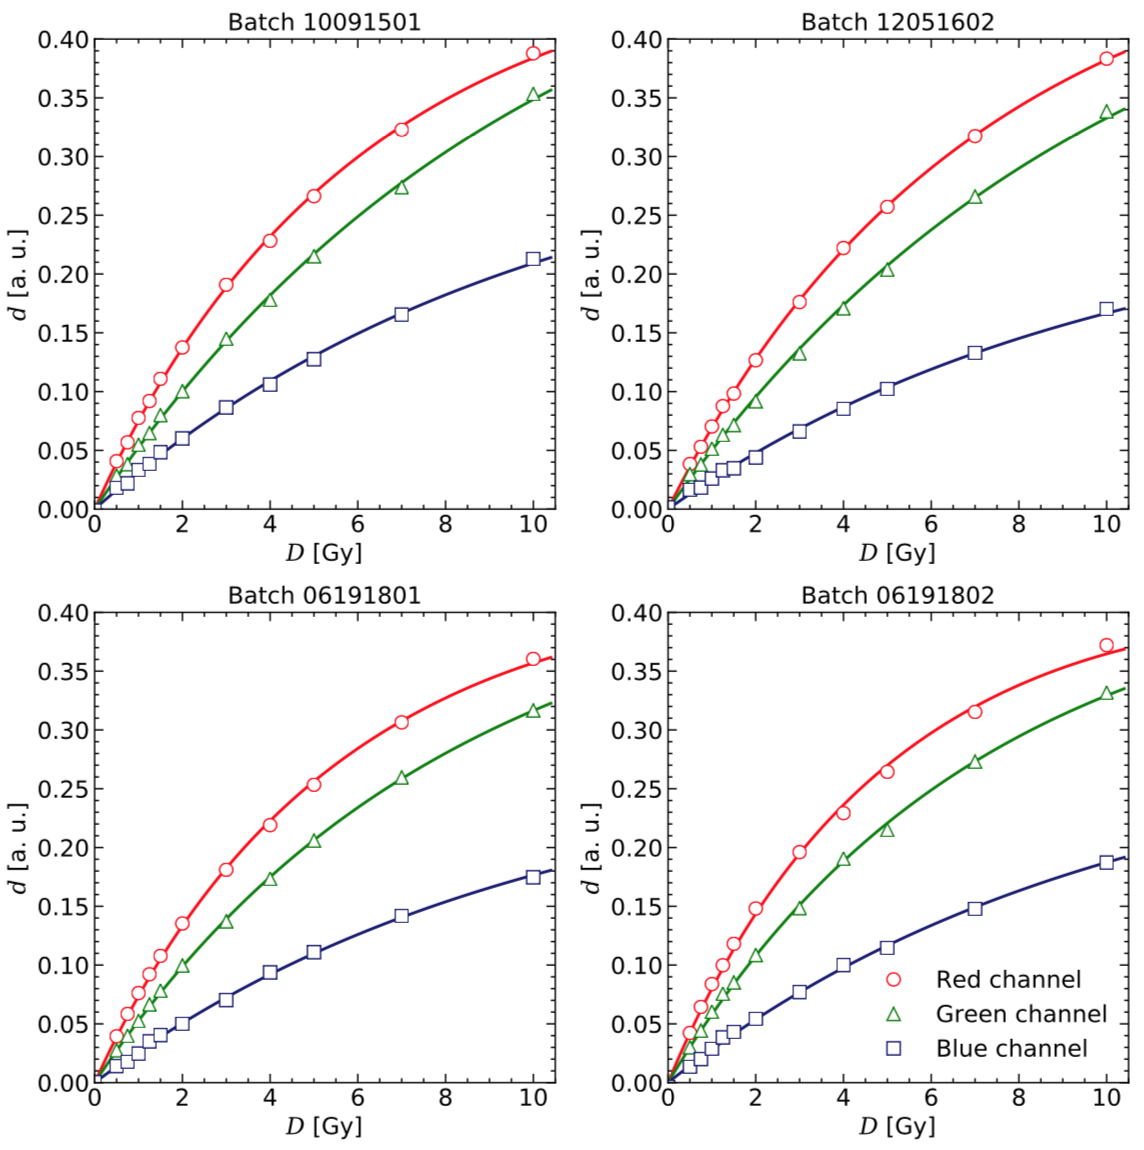 Batch 10091501
0.40
0.35
0.30
0.25
0.20
0.15
0.10
0.05
0.00
d [a. u.]
0 2 4 6 8 10
D [Gy]
Batch 12051602
0.40
0.35
0.30
0.25
0.20
0.15
0.10
0.05
0.00
d [a. u.]
0 2 4 6 8 10
D [Gy]
Batch 06191801
0.40
0.35
0.30
0.25
0.20
0.15
0.10
0.05
0.00
d [a. u.]
0 2 4 6 8 10
D [Gy]
Batch 06191802
0.40
0.35
0.30
0.25
0.20
0.15
0.10
0.05
0.00
d [a. u.]
0 2 4 6 8 10
D [Gy]
Red channel
Green channel
Blue channel